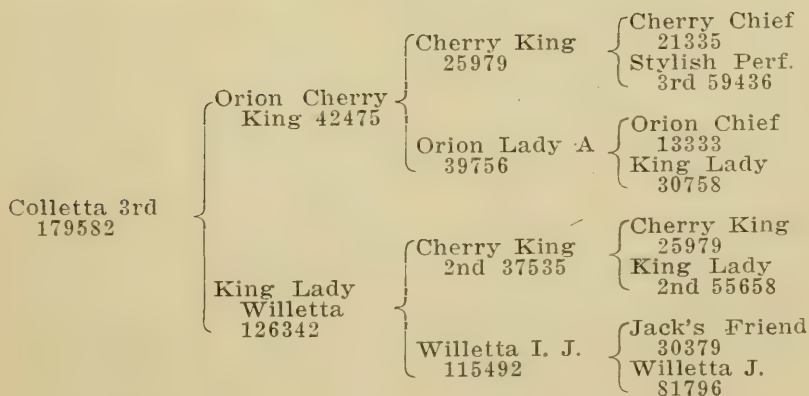 Colletta 3rd
179582
Orion Cherry
King 42475
King Lady
Willetta
126342
Cherry King
25979
Orion Lady A
39756
Cherry King
2nd 37535
Willetta I. J.
115492
Cherry Chief
21335
Stylish Perf.
3rd 59436
Orion Chief
13333
King Lady
30758
Cherry King
25979
King Lady
2nd 55658
Jack's Friend
30379
Willetta J.
81796